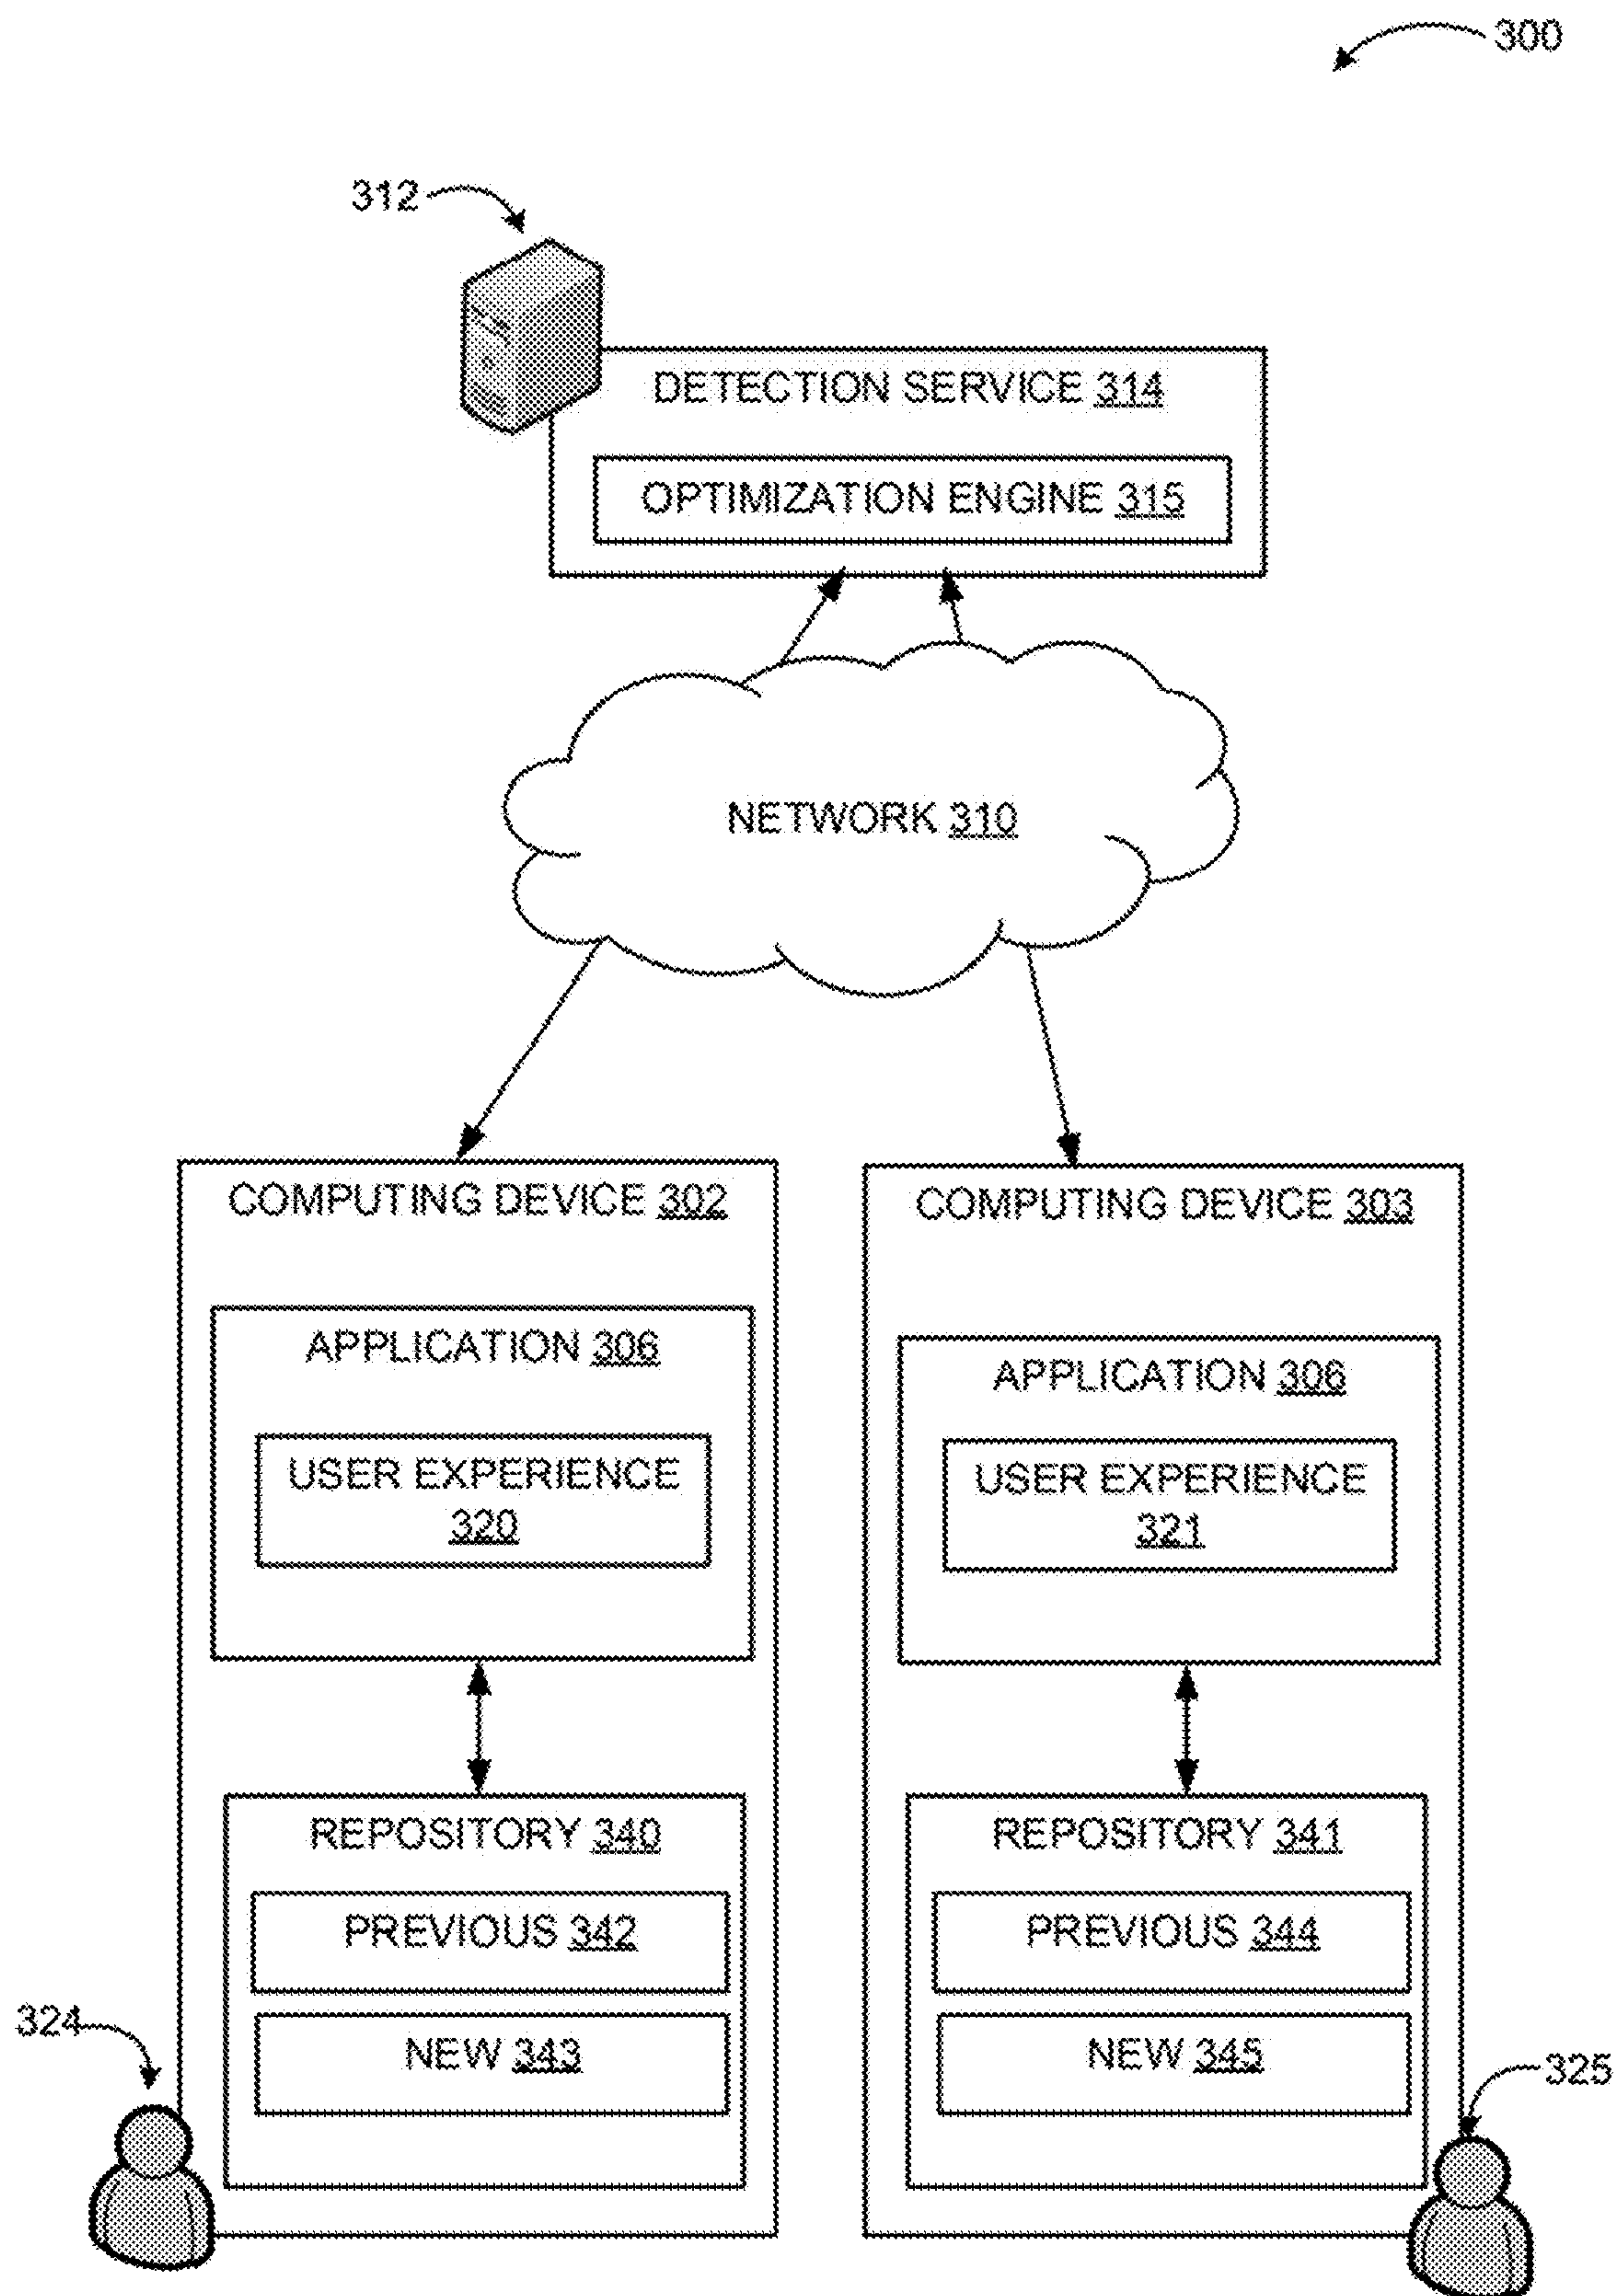 300
312
DETECTION SERVICE 314
OPTIMIZATION ENGINE 315
NETWORK 310
COMPUTING DEVICE 302
APPLICATION 306
USER EXPERIENCE
320
REPOSITORY 340
PREVIOUS 342
NEW 343
324
COMPUTING DEVICE 303
APPLICATION 306
USER EXPERIENCE
321
REPOSITORY 341
PREVIOUS 344
NEW 345
325